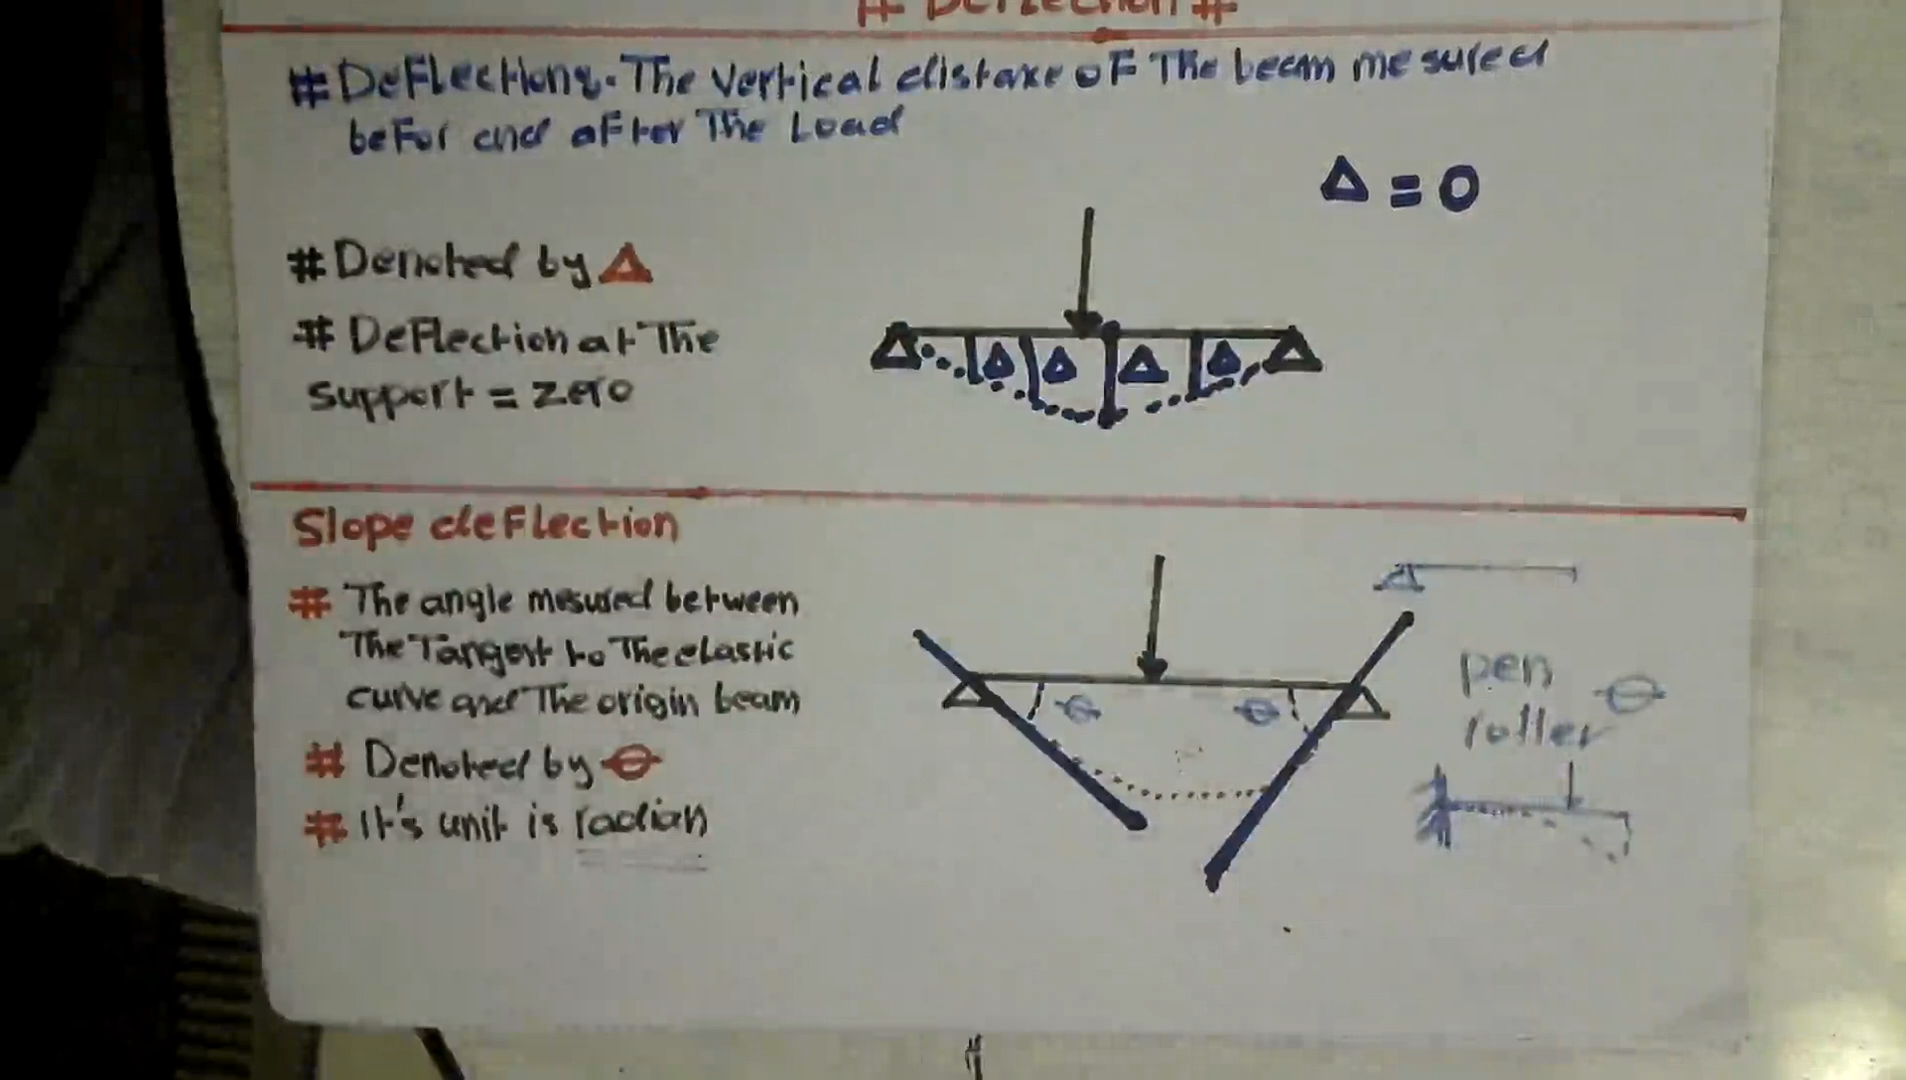 # Deflection #
# Deflections. The vertical distance of The beam mesured
befor and after The Load
Δ = 0
# Denoted by Δ
# Deflection at The
support = zero
Δ Δ Δ Δ
Slope deflection
# The angle mesured between
The Tangest to The elastic
curve and The origin beam
θ θ
pen θ
roller
# Denoted by θ
# It's unit is radian